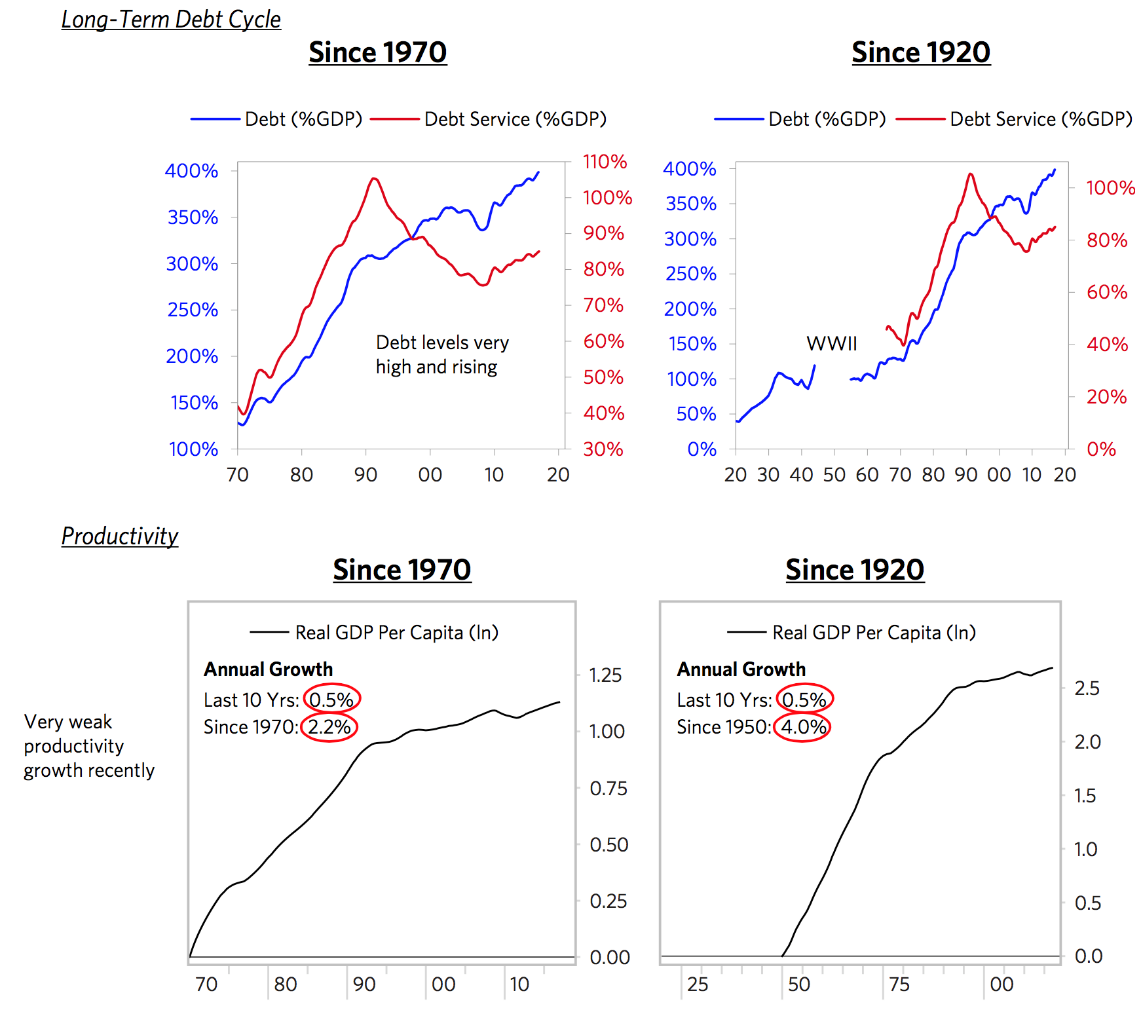 Long-Term Debt Cycle
Since 1970
Since 1920
Debt (%GDP)
Debt Service (%GDP)
Debt (%GDP)
Debt Service (%GDP)
400%
350%
300%
250%
200%
150%
100%
110%
100%
90%
80%
70%
60%
50%
40%
30%
Debt levels very
high and rising
70 80 90 00 10 20
400%
350%
300%
250%
200%
150%
100%
50%
0%
100%
80%
60%
40%
20%
0%
WWII
20 30 40 50 60 70 80 90 00 10 20
Productivity
Since 1970
Since 1920
Very weak
productivity
growth recently
Real GDP Per Capita (ln)
Annual Growth
Last 10 Yrs: 0.5%
Since 1970: 2.2%
1.25
1.00
0.75
0.50
0.25
0.00
70 80 90 00 10
Real GDP Per Capita (ln)
Annual Growth
Last 10 Yrs: 0.5%
Since 1950: 4.0%
2.5
2.0
1.5
1.0
0.5
0.0
25 50 75 00